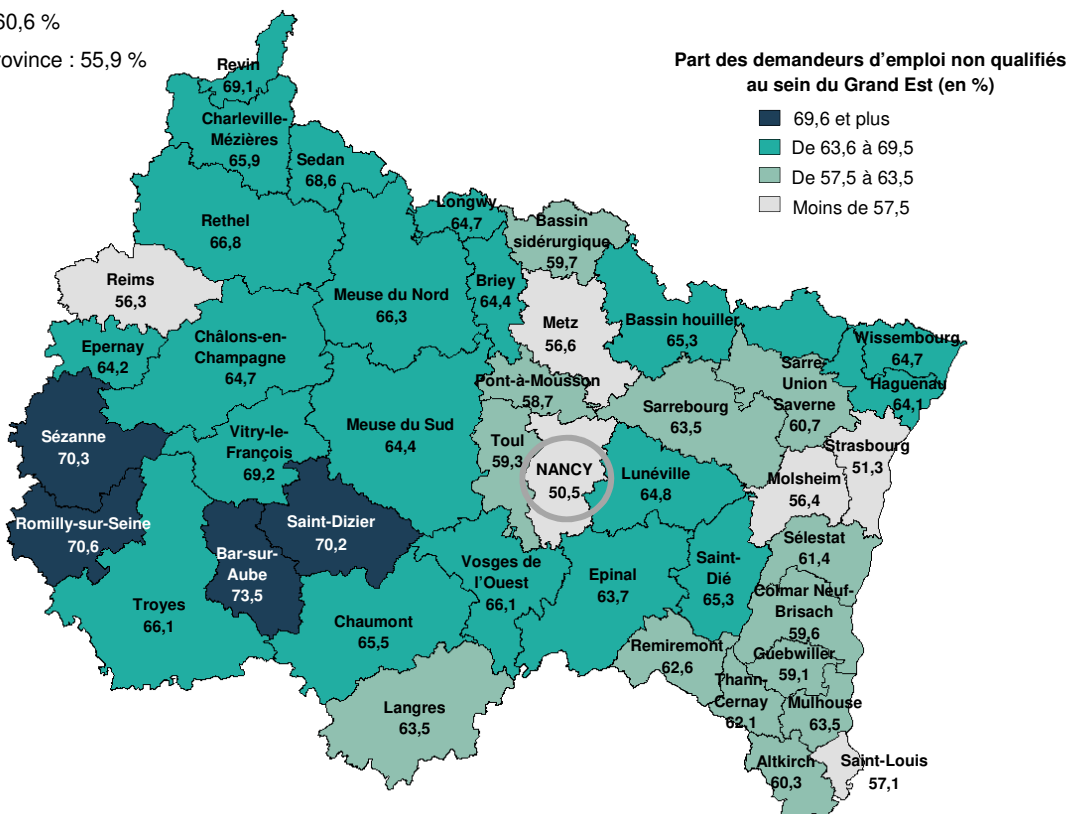 60,6 %
rovince : 55,9 %
Part des demandeurs d'emploi non qualifiés
au sein du Grand Est (en %)
69,6 et plus
De 63,6 à 69,5
De 57,5 à 63,5
Moins de 57,5
Revin
69,1
Charleville-
Mézières
65,9
Sedan
68,6
Rethel
66,8
Longwy
64,7
Bassin
sidérurgique
59,7
Reims
56,3
Meuse du Nord
66,3
Briey
64,4
Metz
56,6
Bassin houiller
65,3
Wissembourg
64,7
Epernay
64,2
Châlons-en-
Champagne
64,7
Pont-à-Mousson
58,7
Sarre-
Union
Saverne
60,7
Haguenau
64,1
Sarrebourg
63,5
Sézanne
70,3
Vitry-le-
François
69,2
Meuse du Sud
64,4
Toul
59,3
NANCY
50,5
Lunéville
64,8
Strasbourg
51,3
Molsheim
56,4
Romilly-sur-Seine
70,6
Saint-Dizier
70,2
Bar-sur-
Aube
73,5
Vosges de
l'Ouest
66,1
Epinal
63,7
Saint-
Dié
65,3
Sélestat
61,4
Colmar Neuf-
Brisach
59,6
Troyes
66,1
Chaumont
65,5
Remiremont
62,6
Guebwiller
59,1
Thann-
Cernay
62,1
Mulhouse
63,5
Langres
63,5
Altkirch
60,3
Saint-Louis
57,1